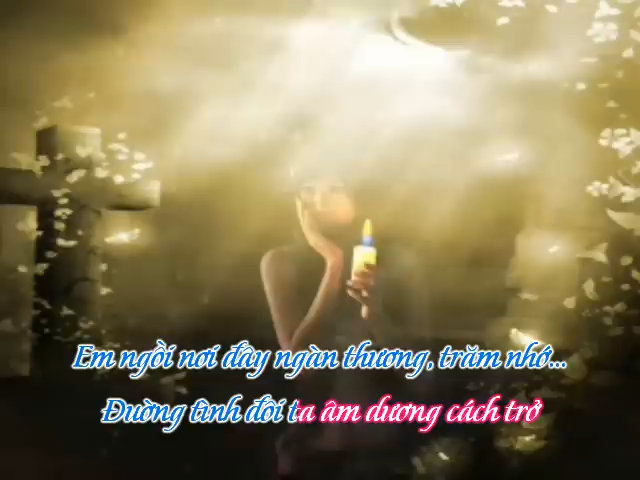 Em ngồi nơi đây ngàn thương, trăm nhớ...
Đường tình đôi ta âm dương cách trở